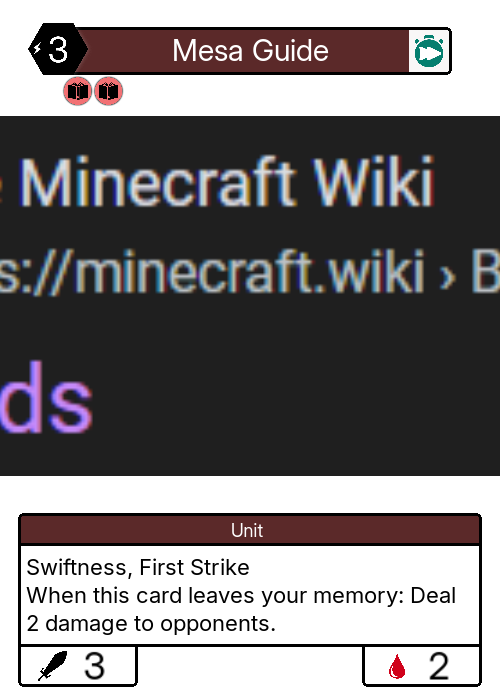 3
Mesa Guide
Minecraft Wiki
s://minecraft.wiki › B
ds
Unit
Swiftness, First Strike
When this card leaves your memory: Deal
2 damage to opponents.
3
2